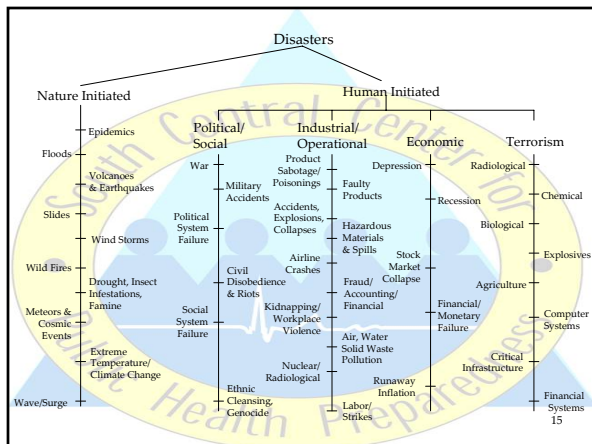 Disasters
Nature Initiated
Human Initiated
Epidemics
Floods
Volcanoes
& Earthquakes
Slides
Wind Storms
Wild Fires
Drought, Insect
Infestations,
Famine
Meteors &
Cosmic
Events
Extreme
Temperature/
Climate Change
Wave/Surge
Political/
Social
War
Military
Accidents
Political
System
Failure
Civil
Disobedience
& Riots
Social
System
Failure
Ethnic
Cleansing,
Genocide
Industrial/
Operational
Product
Sabotage/
Poisonings
Faulty
Products
Accidents,
Explosions,
Collapses
Hazardous
Materials
& Spills
Airline
Crashes
Fraud/
Accounting/
Financial
Kidnapping/
Workplace
Violence
Air, Water
Solid Waste
Pollution
Nuclear/
Radiological
Labor/
Strikes
Economic
Depression
Recession
Stock
Market
Collapse
Financial/
Monetary
Failure
Runaway
Inflation
Terrorism
Radiological
Chemical
Biological
Explosives
Agriculture
Computer
Systems
Critical
Infrastructure
Financial
Systems
15
South Central Center for
Public Health Preparedness